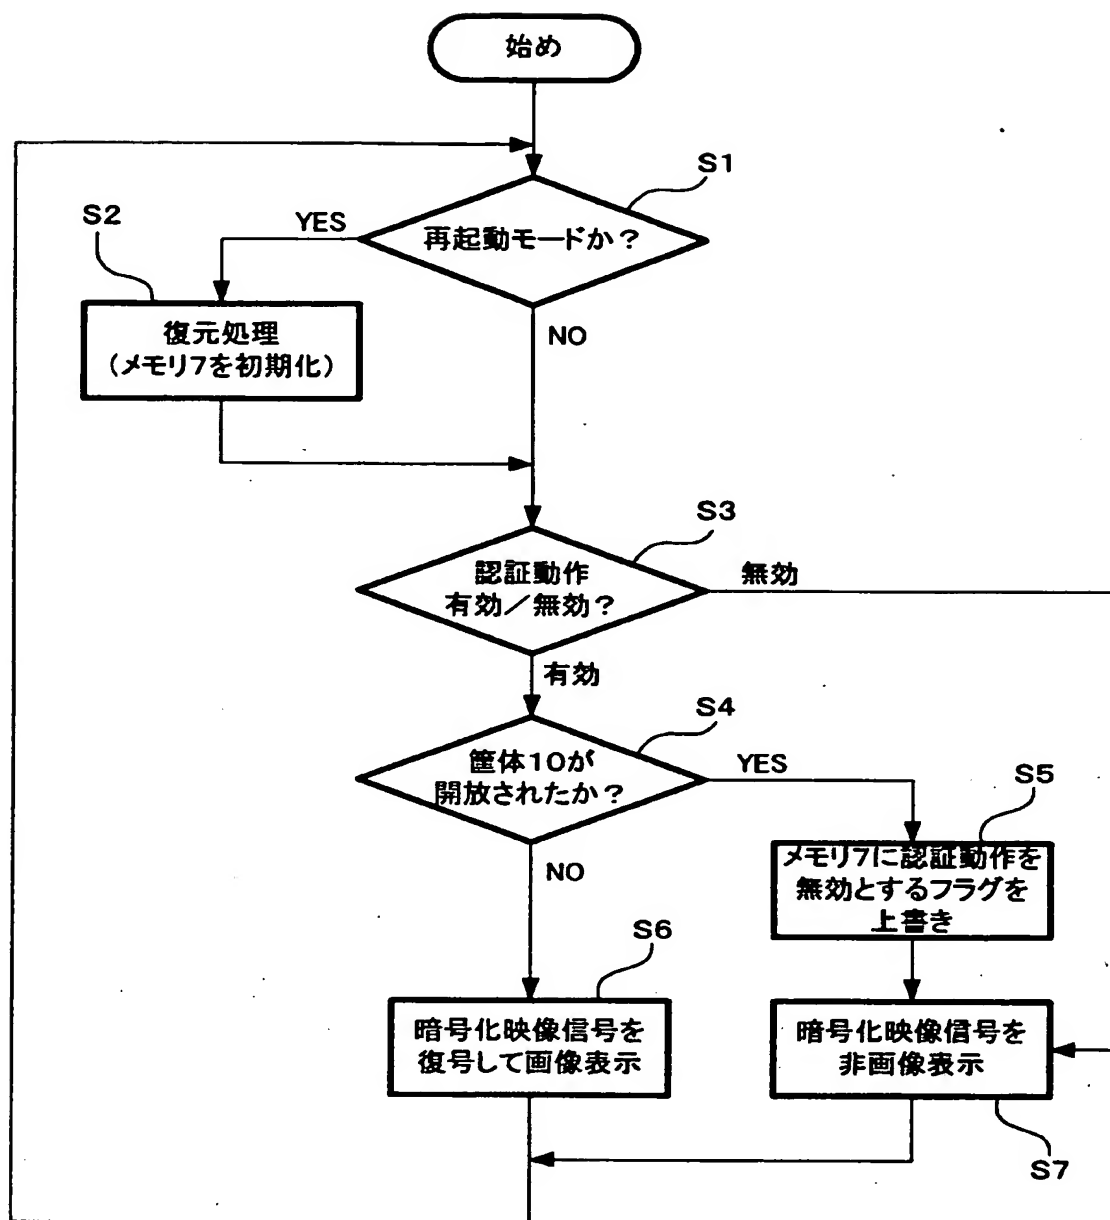 始め
S1
再起動モードか？
YES
S2
復元処理
（メモリ7を初期化）
NO
S3
認証動作
有効／無効？
無効
有効
S4
筐体10が
開放されたか？
YES
S5
メモリ7に認証動作を
無効とするフラグを
上書き
NO
S6
暗号化映像信号を
復号して画像表示
暗号化映像信号を
非画像表示
S7